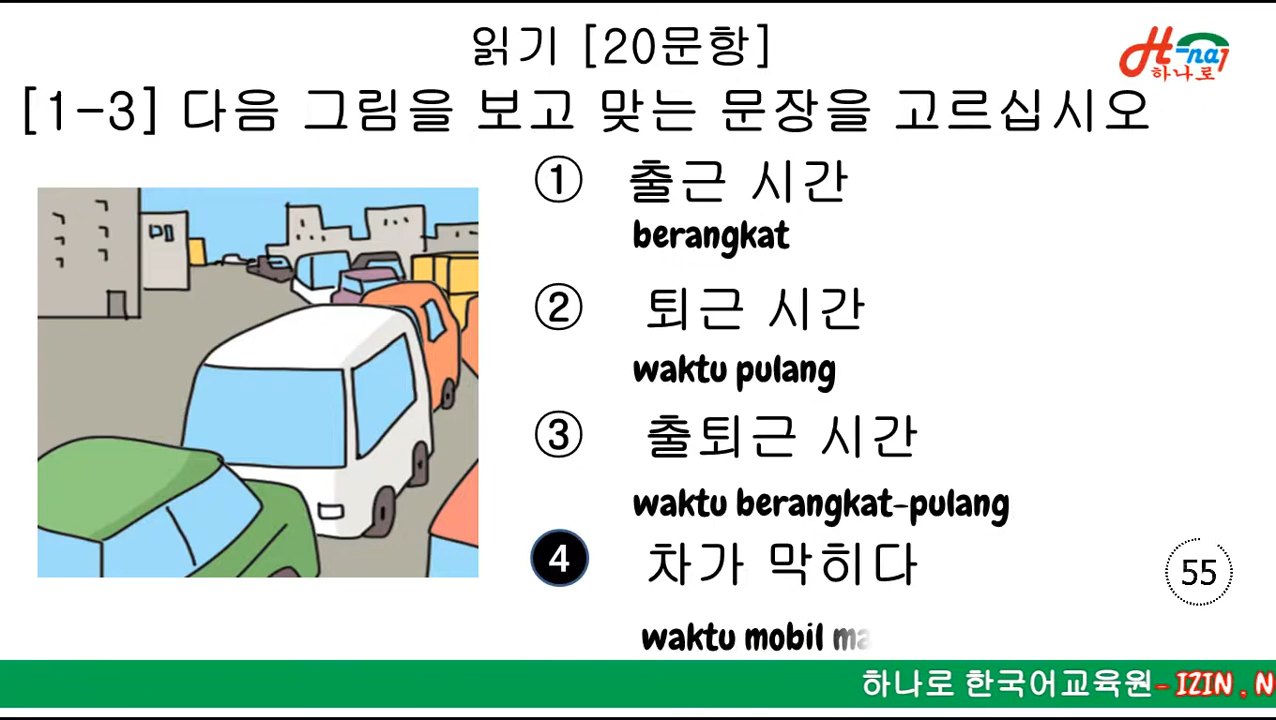 읽기 [20문항]
H-naj
하나로
[1-3] 다음 그림을 보고 맞는 문장을 고르십시오
① 출근 시간
berangkat
② 퇴근 시간
waktu pulang
③ 출퇴근 시간
waktu berangkat-pulang
④ 차가 막히다
55
waktu mobil ma
하나로 한국어교육원- IZIN . N